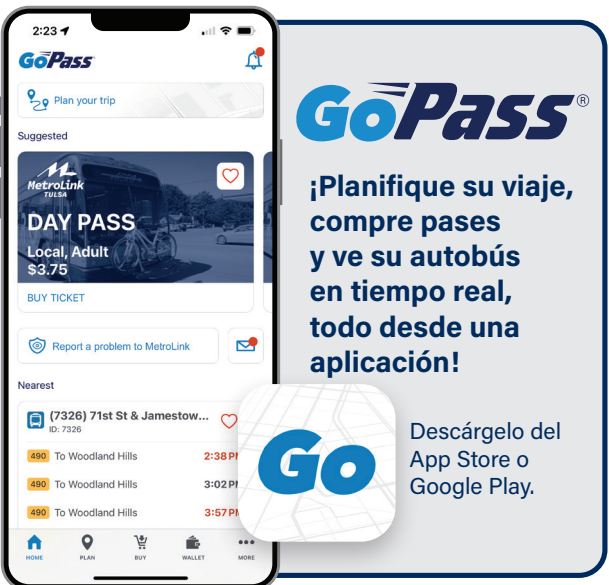 2:23
GoPass
Plan your trip
Suggested
MetroLink
TULSA
DAY PASS
Local, Adult
$3.75
BUY TICKET
Report a problem to MetroLink
Nearest
(7326) 71st St & Jamestow...
ID: 7326
490 To Woodland Hills 2:38 PM
490 To Woodland Hills 3:02 PM
490 To Woodland Hills 3:57 PM
HOME PLAN BUY WALLET MORE
GoPass®
¡Planifique su viaje,
compre pases
y ve su autobús
en tiempo real,
todo desde una
aplicación!
Go
Descárgelo del
App Store o
Google Play.